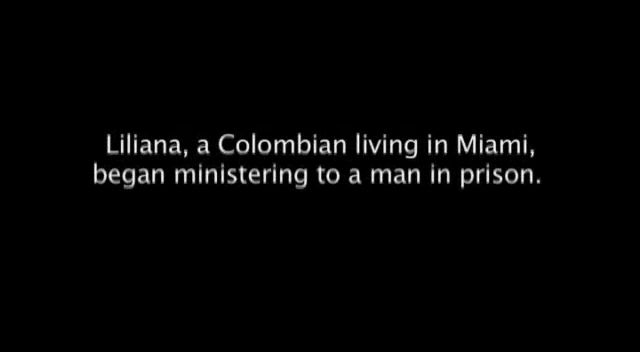 Liliana, a Colombian living in Miami,
began ministering to a man in prison.